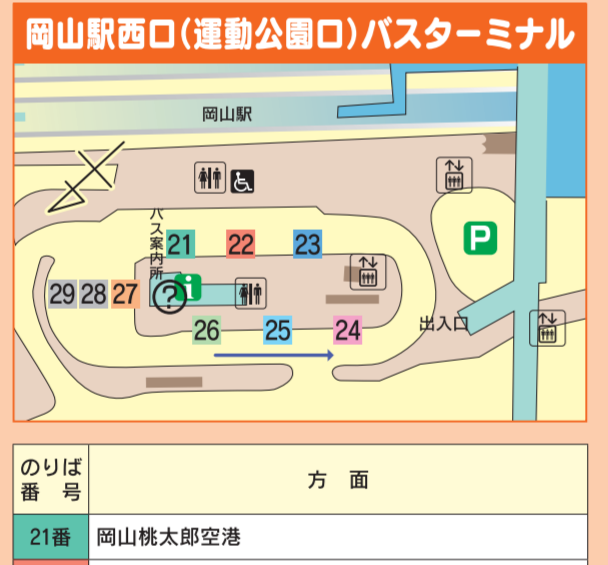 岡山駅西口(運動公園口)バスターミナル
岡山駅
バス案内所
21 22 23
P
29 28 27
?
i
26 25 24
出入口
のりば
番 号
方 面
21番
岡山桃太郎空港